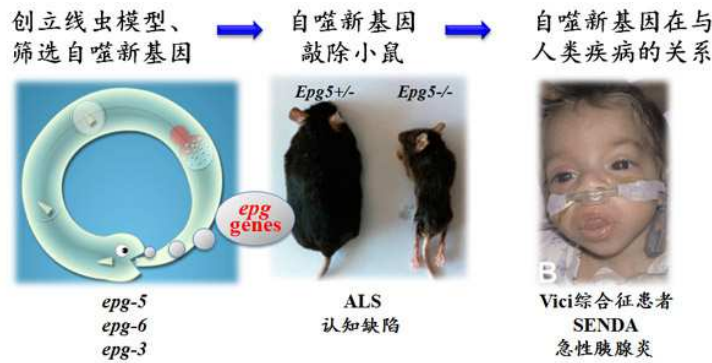 创立线虫模型、
筛选自噬新基因
自噬新基因
敲除小鼠
自噬新基因在与
人类疾病的关系
epg genes
Epg5+/-
Epg5-/-
B
epg-5
epg-6
epg-3
ALS
认知缺陷
Vici综合征患者
SENDA
急性胰腺炎